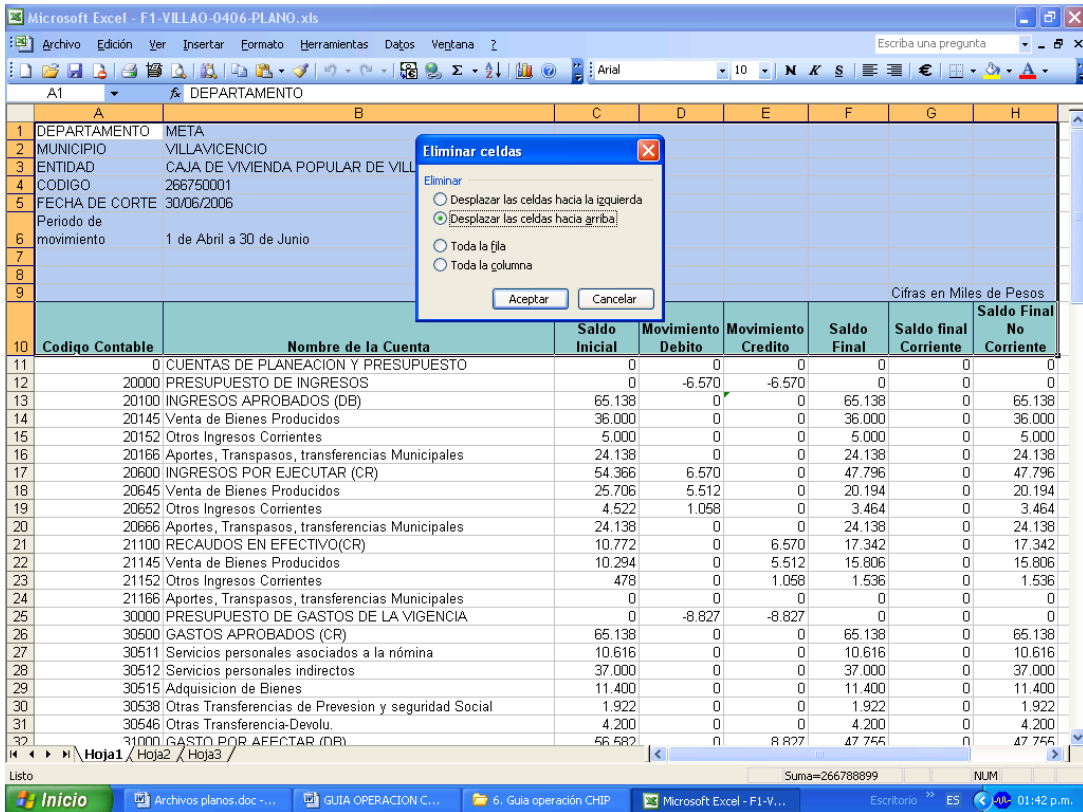 Microsoft Excel - F1-VILLAO-0406-PLANO.xls
Archivo Edición Ver Insertar Formato Herramientas Datos Ventana ? Escriba una pregunta
Arial 10 N K S € A
A1 fx DEPARTAMENTO
A B C D E F G H
1 DEPARTAMENTO META
2 MUNICIPIO VILLAVICENCIO
3 ENTIDAD CAJA DE VIVIENDA POPULAR DE VILL
4 CODIGO 266750001
5 FECHA DE CORTE 30/06/2006
6 Periodo de movimiento 1 de Abril a 30 de Junio
7
8
9 Cifras en Miles de Pesos
Eliminar celdas
Eliminar
Desplazar las celdas hacia la izquierda
Desplazar las celdas hacia arriba
Toda la fila
Toda la columna
Aceptar Cancelar
10 Codigo Contable Nombre de la Cuenta Saldo Inicial Movimiento Debito Movimiento Credito Saldo Final Saldo final Corriente Saldo Final No Corriente
11 0 CUENTAS DE PLANEACION Y PRESUPUESTO 0 0 0 0 0 0
12 20000 PRESUPUESTO DE INGRESOS 0 -6.570 -6.570 0 0 0
13 20100 INGRESOS APROBADOS (DB) 65.138 0 0 65.138 0 65.138
14 20145 Venta de Bienes Producidos 36.000 0 0 36.000 0 36.000
15 20152 Otros Ingresos Corrientes 5.000 0 0 5.000 0 5.000
16 20166 Aportes, Transpasos, transferencias Municipales 24.138 0 0 24.138 0 24.138
17 20600 INGRESOS POR EJECUTAR (CR) 54.366 6.570 0 47.796 0 47.796
18 20645 Venta de Bienes Producidos 25.706 5.512 0 20.194 0 20.194
19 20652 Otros Ingresos Corrientes 4.522 1.058 0 3.464 0 3.464
20 20666 Aportes, Transpasos, transferencias Municipales 24.138 0 0 24.138 0 24.138
21 21100 RECAUDOS EN EFECTIVO(CR) 10.772 0 6.570 17.342 0 17.342
22 21145 Venta de Bienes Producidos 10.294 0 5.512 15.806 0 15.806
23 21152 Otros Ingresos Corrientes 478 0 1.058 1.536 0 1.536
24 21166 Aportes, Transpasos, transferencias Municipales 0 0 0 0 0 0
25 30000 PRESUPUESTO DE GASTOS DE LA VIGENCIA 0 -8.827 -8.827 0 0 0
26 30500 GASTOS APROBADOS (CR) 65.138 0 0 65.138 0 65.138
27 30511 Servicios personales asociados a la nómina 10.616 0 0 10.616 0 10.616
28 30512 Servicios personales indirectos 37.000 0 0 37.000 0 37.000
29 30515 Adquisicion de Bienes 11.400 0 0 11.400 0 11.400
30 30538 Otras Transferencias de Prevesion y seguridad Social 1.922 0 0 1.922 0 1.922
31 30546 Otras Transferencia-Devolu. 4.200 0 0 4.200 0 4.200
32 31000 GASTO POR AFECTAR (DB) 56.582 0 8.827 47.755 0 47.755
Hoja1 Hoja2 Hoja3
Listo Suma=266788899 NUM
Inicio Archivos planos.doc -... GUIA OPERACION C... 6. Guia operación CHIP Microsoft Excel - F1-V... Escritorio » ES 01:42 p.m.